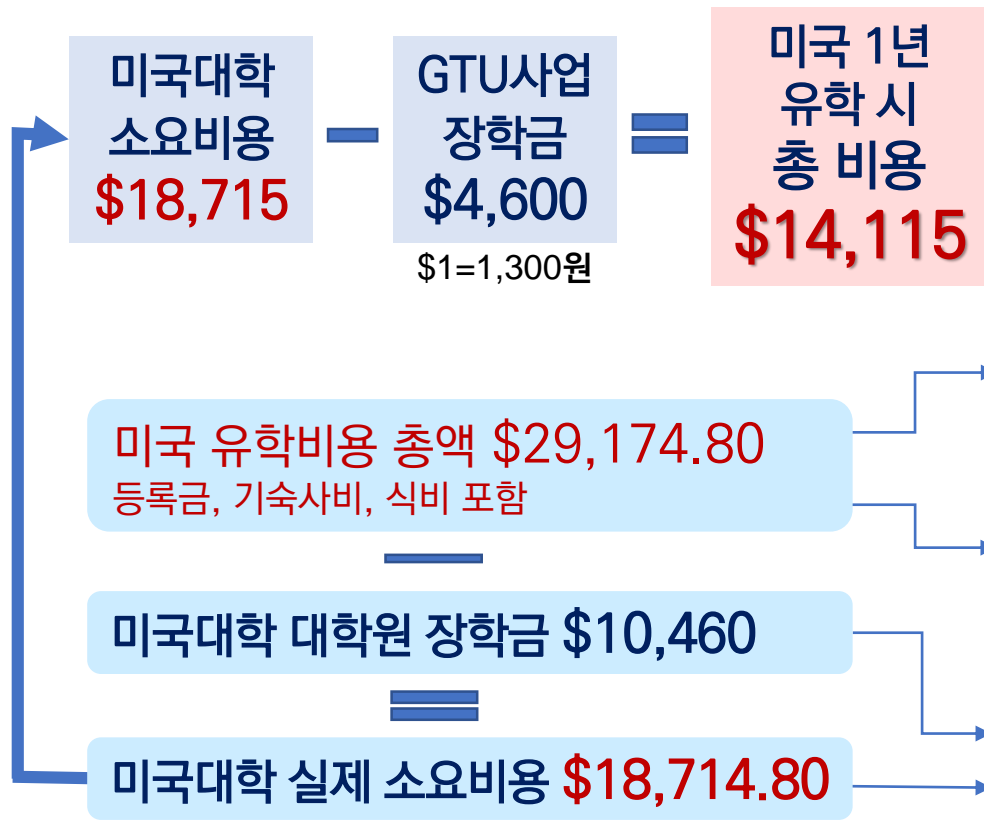 미국대학
소요비용
$18,715
GTU사업
장학금
$4,600
$1=1,300원
미국 1년
유학 시
총 비용
$14,115
미국 유학비용 총액 $29,174.80
등록금, 기숙사비, 식비 포함
미국대학 대학원 장학금 $10,460
미국대학 실제 소요비용 $18,714.80